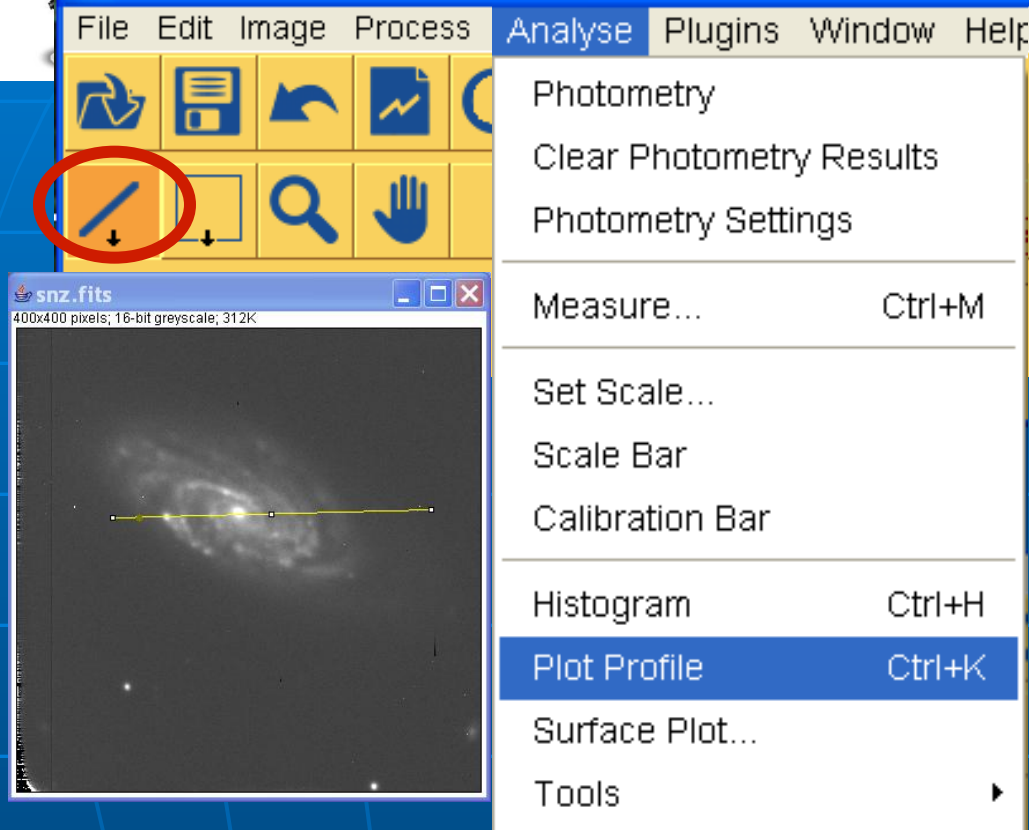 File Edit Image Process Analyse Plugins Window Help
Photometry
Clear Photometry Results
Photometry Settings
Measure... Ctrl+M
Set Scale...
Scale Bar
Calibration Bar
Histogram Ctrl+H
Plot Profile Ctrl+K
Surface Plot...
Tools
snz.fits
400x400 pixels; 16-bit greyscale; 312K